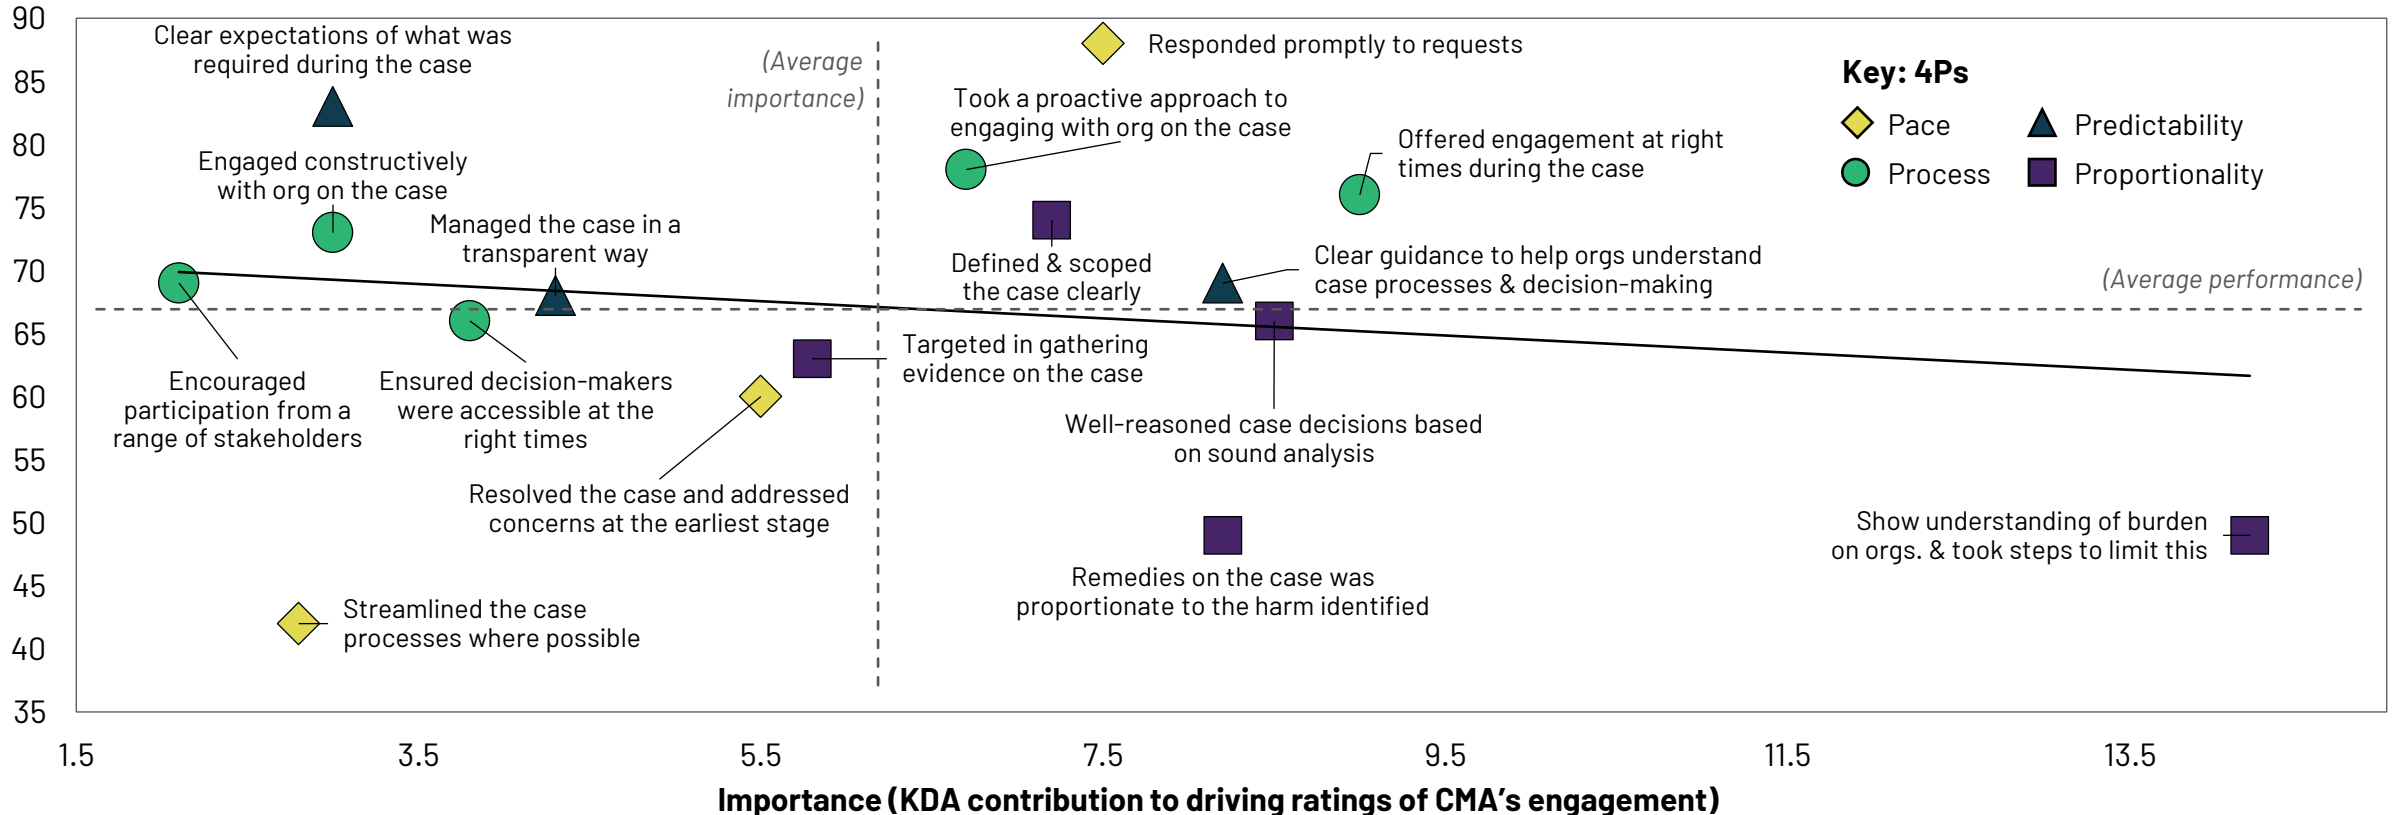 90
85
80
75
70
65
60
55
50
45
40
35
Clear expectations of what was
required during the case
(Average
importance)
Responded promptly to requests
Key: 4Ps
Pace
Predictability
Process
Proportionality
Took a proactive approach to
engaging with org on the case
Offered engagement at right
times during the case
Engaged constructively
with org on the case
Managed the case in a
transparent way
Defined & scoped
the case clearly
Clear guidance to help orgs understand
case processes & decision-making
(Average performance)
Targeted in gathering
evidence on the case
Encouraged
participation from a
range of stakeholders
Ensured decision-makers
were accessible at the
right times
Well-reasoned case decisions based
on sound analysis
Resolved the case and addressed
concerns at the earliest stage
Show understanding of burden
on orgs. & took steps to limit this
Remedies on the case was
proportionate to the harm identified
Streamlined the case
processes where possible
1.5
3.5
5.5
7.5
9.5
11.5
13.5
Importance (KDA contribution to driving ratings of CMA’s engagement)